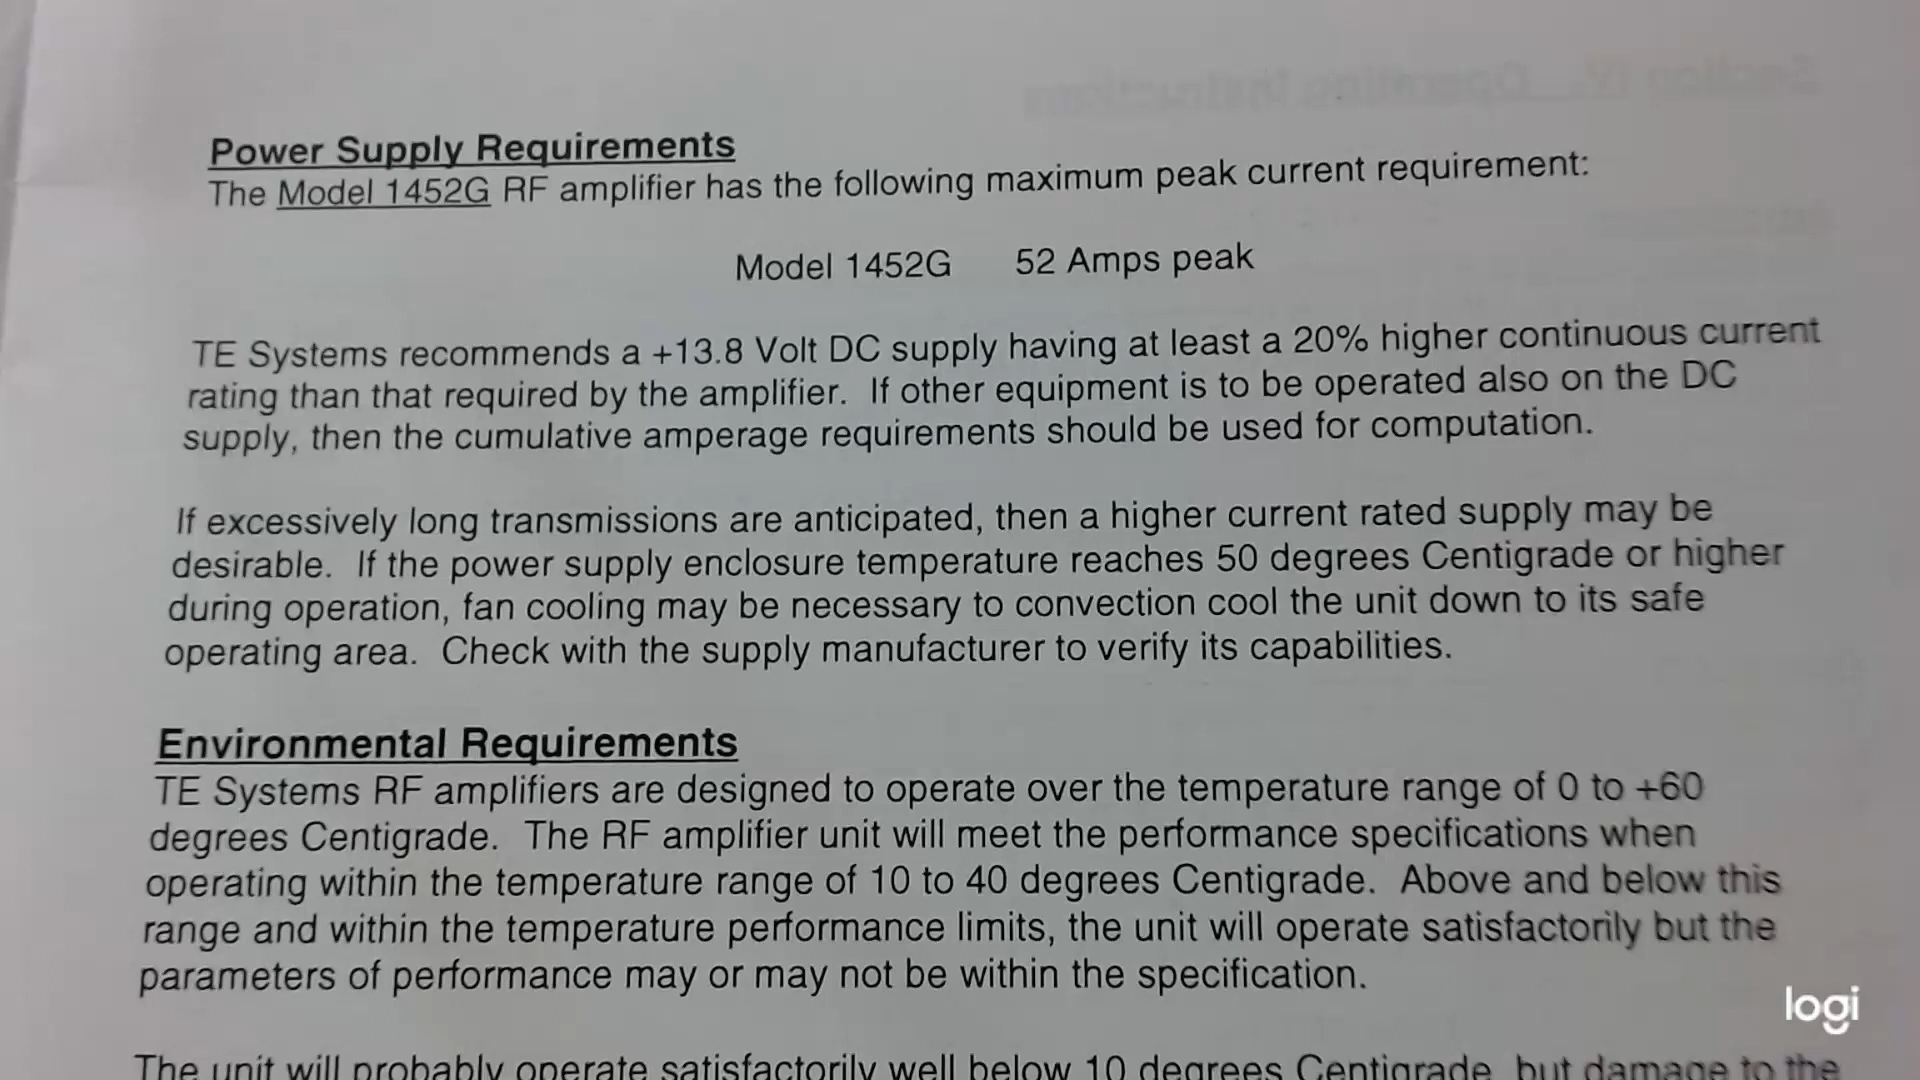 Power Supply Requirements
The Model 1452G RF amplifier has the following maximum peak current requirement:
Model 1452G 52 Amps peak
TE Systems recommends a +13.8 Volt DC supply having at least a 20% higher continuous current
rating than that required by the amplifier. If other equipment is to be operated also on the DC
supply, then the cumulative amperage requirements should be used for computation.
If excessively long transmissions are anticipated, then a higher current rated supply may be
desirable. If the power supply enclosure temperature reaches 50 degrees Centigrade or higher
during operation, fan cooling may be necessary to convection cool the unit down to its safe
operating area. Check with the supply manufacturer to verify its capabilities.
Environmental Requirements
TE Systems RF amplifiers are designed to operate over the temperature range of 0 to +60
degrees Centigrade. The RF amplifier unit will meet the performance specifications when
operating within the temperature range of 10 to 40 degrees Centigrade. Above and below this
range and within the temperature performance limits, the unit will operate satisfactorily but the
parameters of performance may or may not be within the specification.
logi
The unit will probably operate satisfactorily well below 10 degrees Centigrade, but damage to the